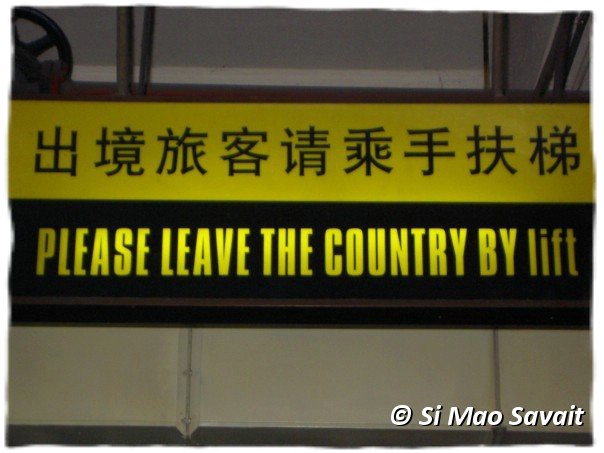 出境旅客请乘手扶梯
PLEASE LEAVE THE COUNTRY BY lift
© Si Mao Savait